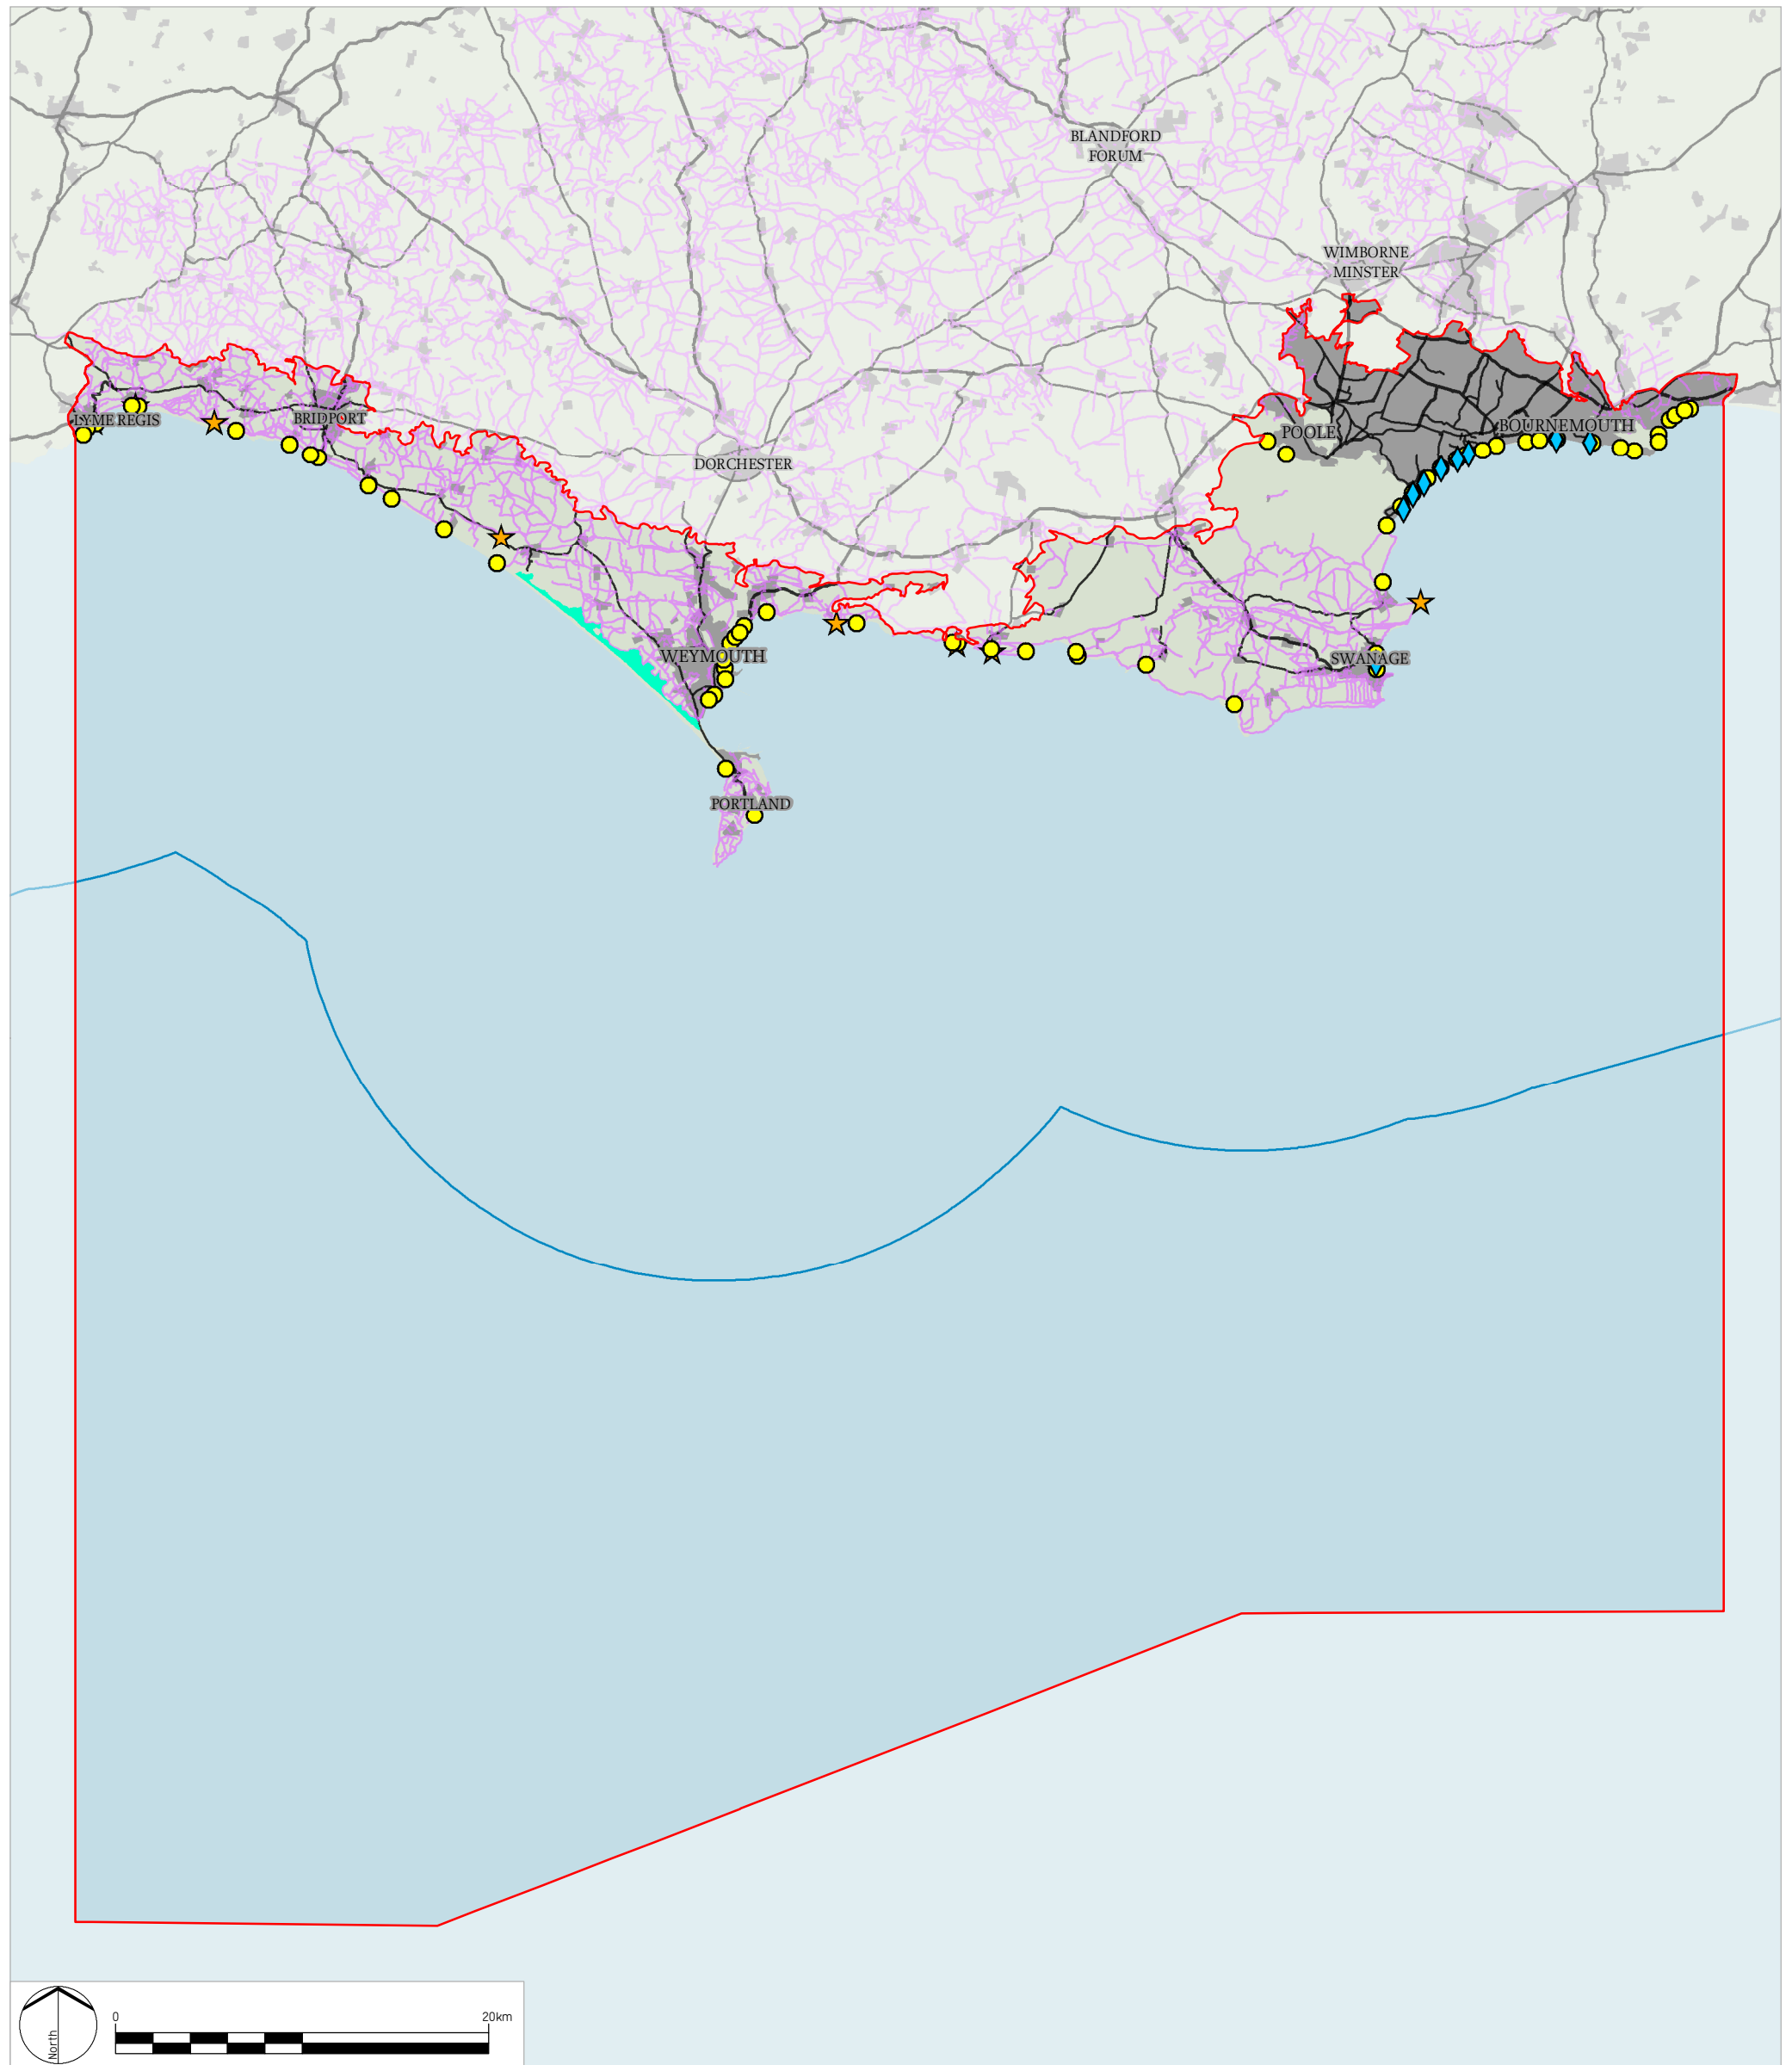 BLANDFORD
FORUM
WIMBORNE
MINSTER
LYME REGIS
BRIDPORT
POOLE
BOURNEMOUTH
DORCHESTER
WEYMOUTH
SWANAGE
PORTLAND
North
0
20km